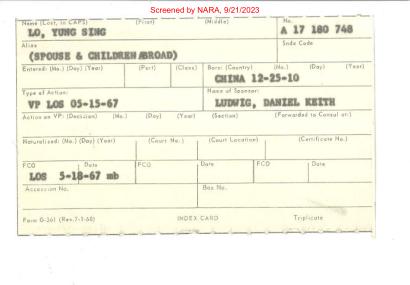 Screened by NARA, 9/21/2023
Name (Last, in CAPS) (First) (Middle) No.
LO, YUNG SING A 17 180 748
Alias Sndx Code
(SPOUSE & CHILDREN ABROAD)
Entered: (Mo.) (Day) (Year) (Port) (Class) Born: (Country) (Mo.) (Day) (Year)
CHINA 12-25-10
Type of Action: Name of Sponsor:
VP LOS 05-15-67 LUDWIG, DANIEL KEITH
Action on VP: (Decision) (Mo.) (Day) (Year) (Section) (Forwarded to Consul at:)
Naturalized: (Mo.) (Day) (Year) (Court No.) (Court Location) (Certificate No.)
FCO Date FCO Date FCO Date
LOS 5-18-67 mb
Accession No. Box No.
Form G-361 (Rev. 7-1-68) INDEX CARD Triplicate